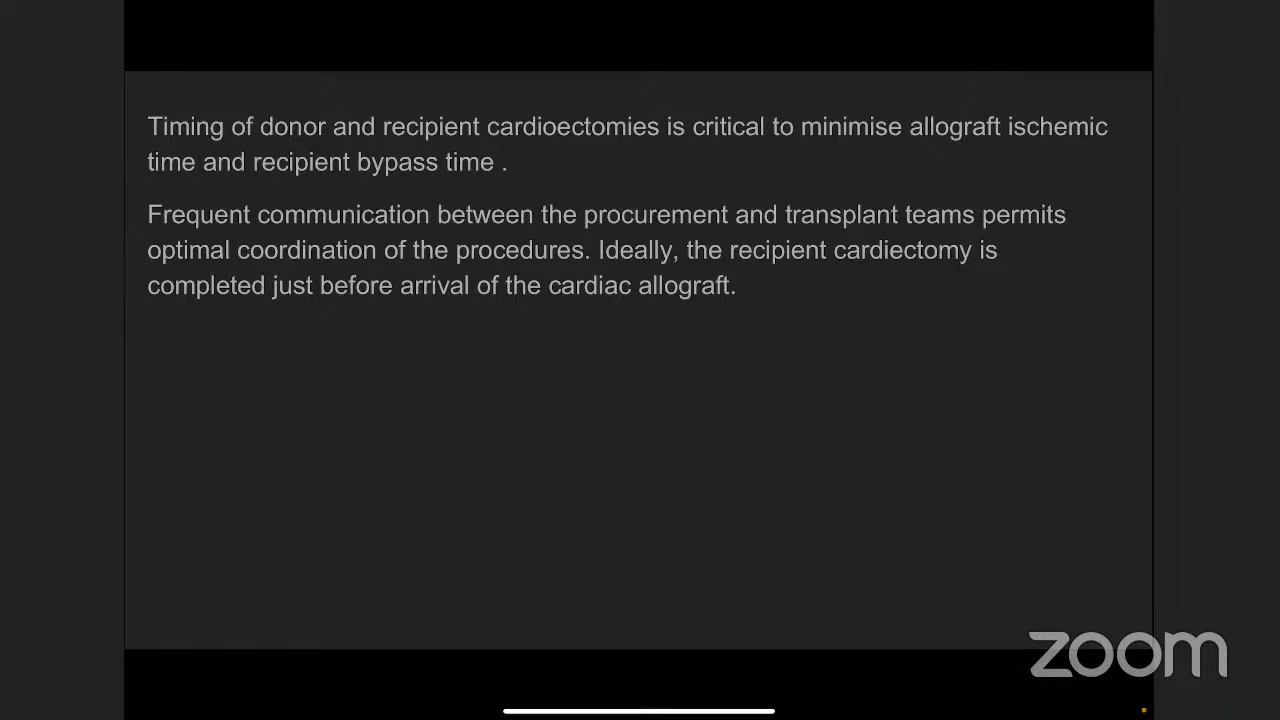 Timing of donor and recipient cardioectomies is critical to minimise allograft ischemic
time and recipient bypass time .
Frequent communication between the procurement and transplant teams permits
optimal coordination of the procedures. Ideally, the recipient cardiectomy is
completed just before arrival of the cardiac allograft.
zoom